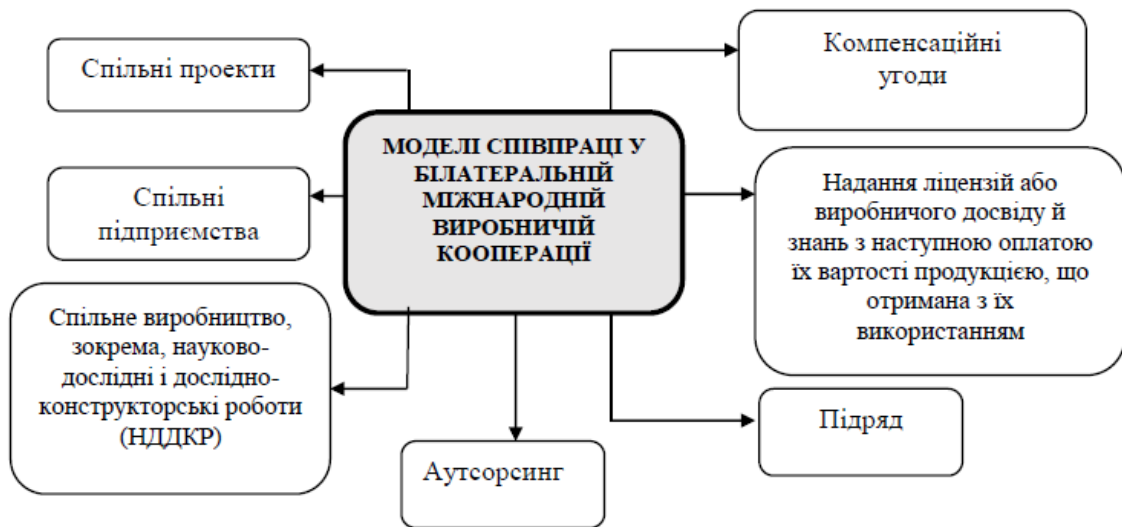 Спільні проекти
Компенсаційні
угоди
МОДЕЛІ СПІВПРАЦІ У
БІЛАТЕРАЛЬНІЙ
МІЖНАРОДНІЙ
ВИРОБНИЧІЙ
КООПЕРАЦІЇ
Спільні
підприємства
Надання ліцензій або
виробничого досвіду й
знань з наступною оплатою
їх вартості продукцією, що
отримана з їх
використанням
Спільне виробництво,
зокрема, науково-
дослідні і дослідно-
конструкторські роботи
(НДДКР)
Аутсорсинг
Підряд